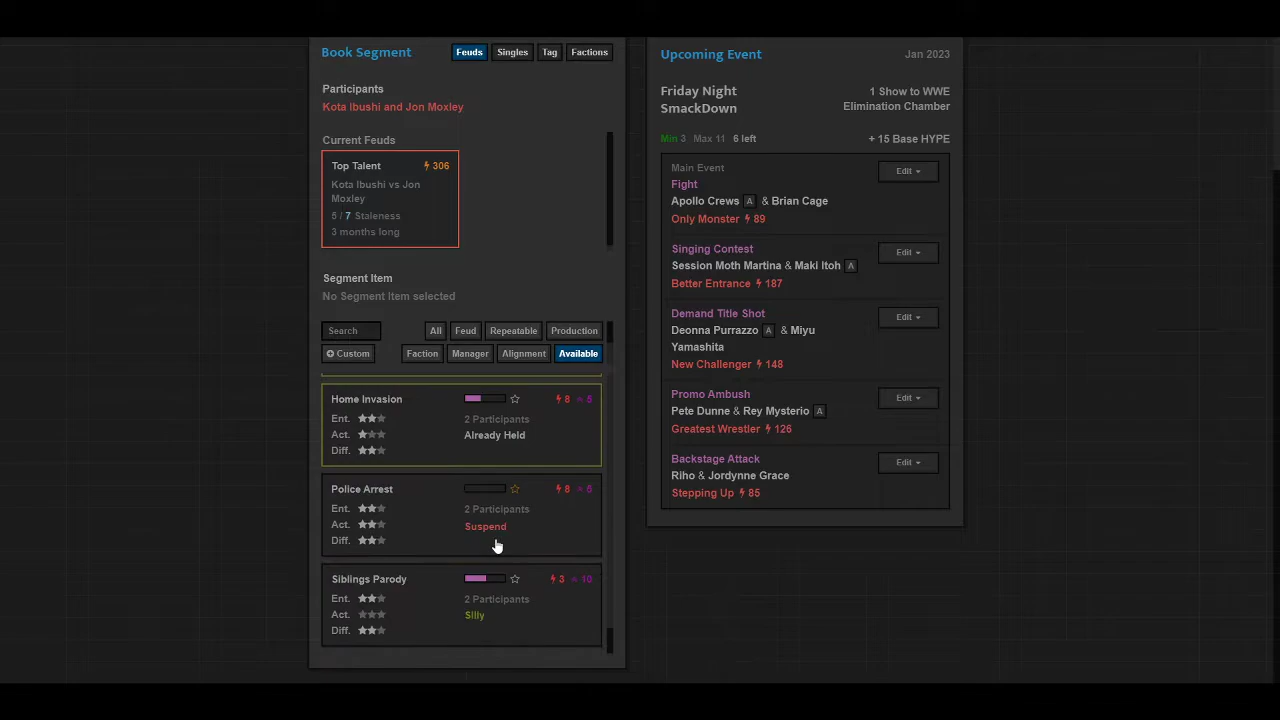 Book Segment
Feuds Singles Tag Factions
Participants
Kota Ibushi and Jon Moxley
Current Feuds
Top Talent 306
Kota Ibushi vs Jon
Moxley
5 / 7 Staleness
3 months long
Segment Item
No Segment Item selected
Search All Feud Repeatable Production
Custom Faction Manager Alignment Available
Home Invasion 8 5
Ent. 2 Participants
Act. Already Held
Diff.
Police Arrest 8 5
Ent. 2 Participants
Act. Suspend
Diff.
Siblings Parody 3 10
Ent. 2 Participants
Act. Silly
Diff.
Upcoming Event Jan 2023
Friday Night 1 Show to WWE
SmackDown Elimination Chamber
Min 3 Max 11 6 left + 15 Base HYPE
Main Event Edit
Fight
Apollo Crews A & Brian Cage
Only Monster 89
Singing Contest Edit
Session Moth Martina & Maki Itoh A
Better Entrance 187
Demand Title Shot Edit
Deonna Purrazzo A & Miyu
Yamashita
New Challenger 148
Promo Ambush Edit
Pete Dunne & Rey Mysterio A
Greatest Wrestler 126
Backstage Attack Edit
Riho & Jordynne Grace
Stepping Up 85